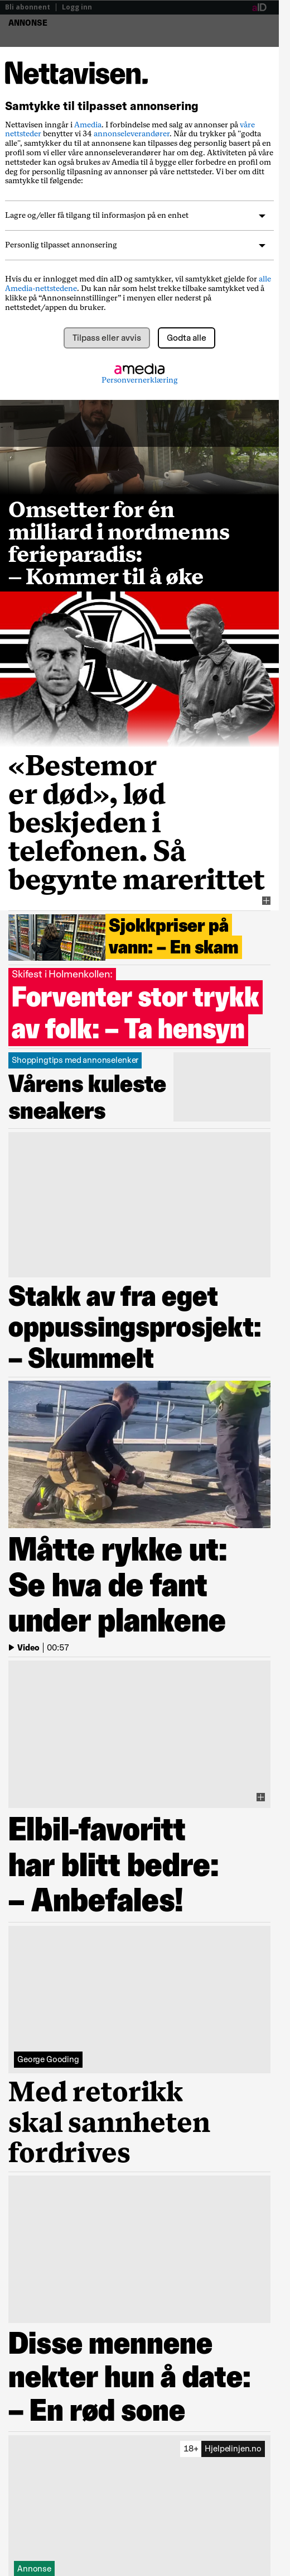 Bli abonnent | Logg inn
aID
ANNONSE
Nettavisen.
Samtykke til tilpasset annonsering
Nettavisen inngår i Amedia. I forbindelse med salg av annonser på våre
nettsteder benytter vi 34 annonseleverandører. Når du trykker på "godta
alle", samtykker du til at annonsene kan tilpasses deg personlig basert på en
profil som vi eller våre annonseleverandører har om deg. Aktiviteten på våre
nettsteder kan også brukes av Amedia til å bygge eller forbedre en profil om
deg for personlig tilpasning av annonser på våre nettsteder. Vi ber om ditt
samtykke til følgende:
Lagre og/eller få tilgang til informasjon på en enhet
Personlig tilpasset annonsering
Hvis du er innlogget med din aID og samtykker, vil samtykket gjelde for alle
Amedia-nettstedene. Du kan når som helst trekke tilbake samtykket ved å
klikke på “Annonseinnstillinger” i menyen eller nederst på
nettstedet/appen du bruker.
Tilpass eller avvis
Godta alle
amedia
Personvernerklæring
Omsetter for én
milliard i nordmenns
ferieparadis:
– Kommer til å øke
«Bestemor
er død», lød
beskjeden i
telefonen. Så
begynte marerittet
Sjokkpriser på
vann: – En skam
Skifest i Holmenkollen:
Forventer stor trykk
av folk: – Ta hensyn
Shoppingtips med annonselenker
Vårens kuleste
sneakers
Stakk av fra eget
oppussingsprosjekt:
– Skummelt
Måtte rykke ut:
Se hva de fant
under plankene
Video | 00:57
Elbil-favoritt
har blitt bedre:
– Anbefales!
George Gooding
Med retorikk
skal sannheten
fordrives
Disse mennene
nekter hun å date:
– En rød sone
18+ Hjelpelinjen.no
Annonse